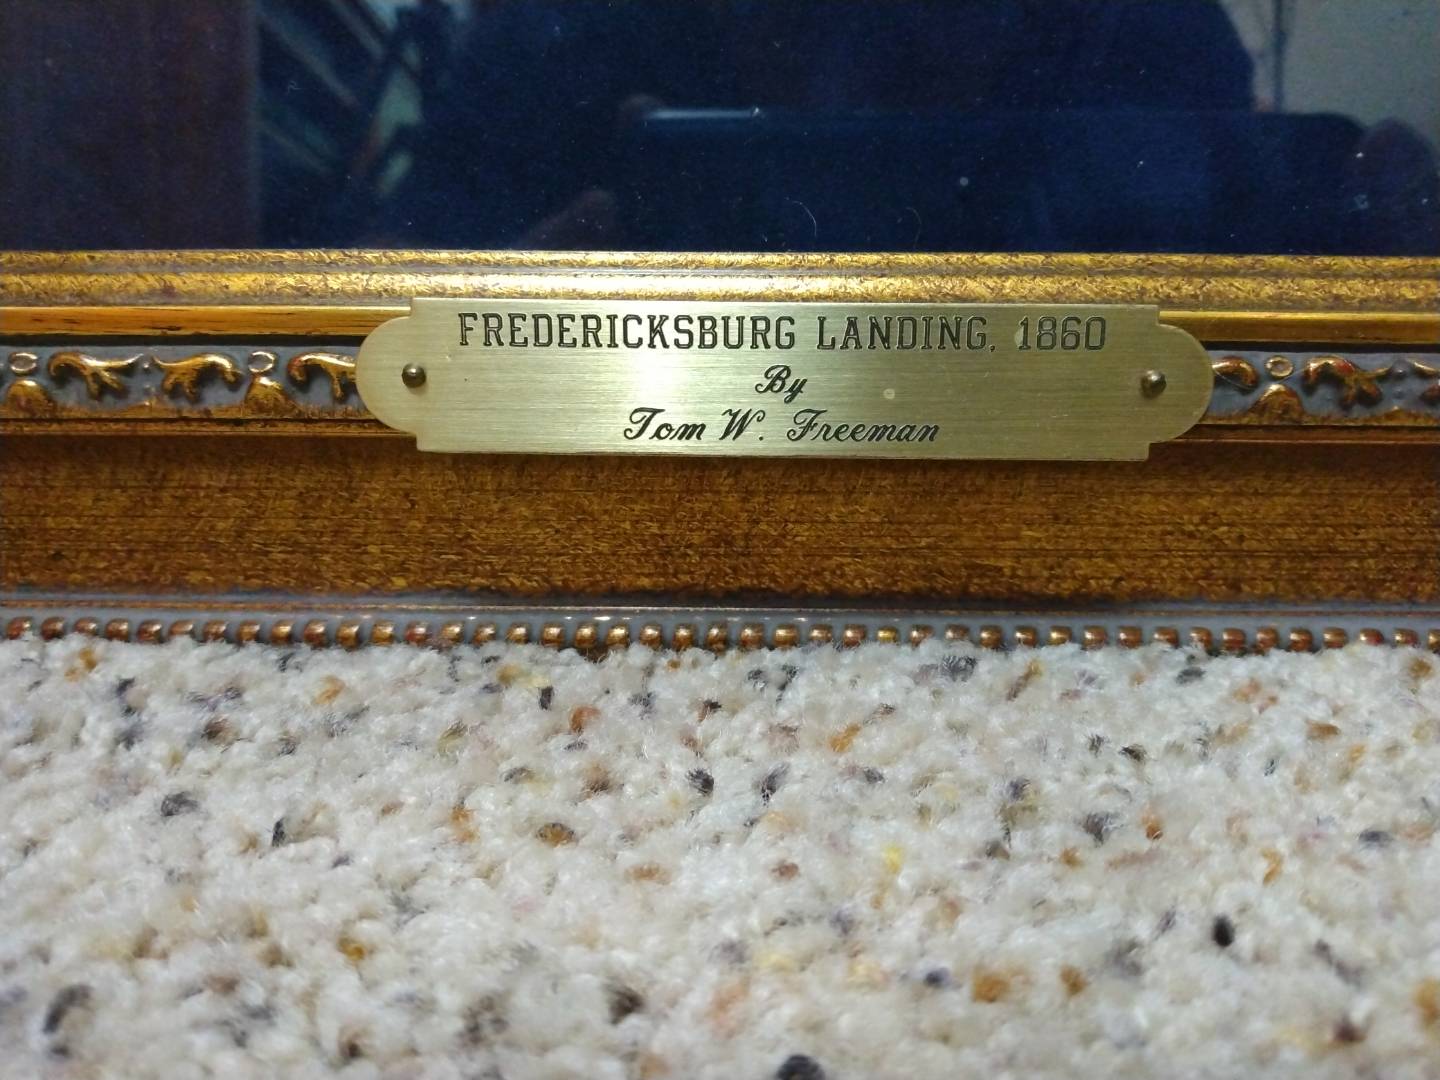 FREDERICKSBURG LANDING, 1860
By
Tom W. Freeman